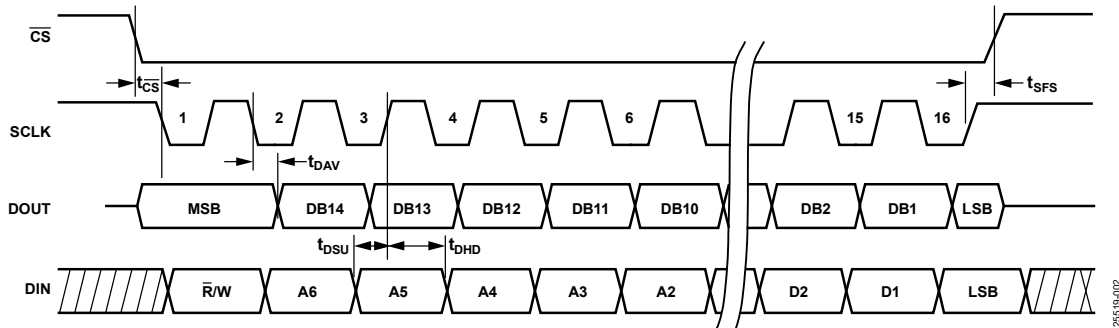 CS
tCS
tSFS
SCLK
1 2 3 4 5 6 15 16
tDAV
DOUT
MSB DB14 DB13 DB12 DB11 DB10 DB2 DB1 LSB
tDSU tDHD
DIN
R/W A6 A5 A4 A3 A2 D2 D1 LSB
25519-002